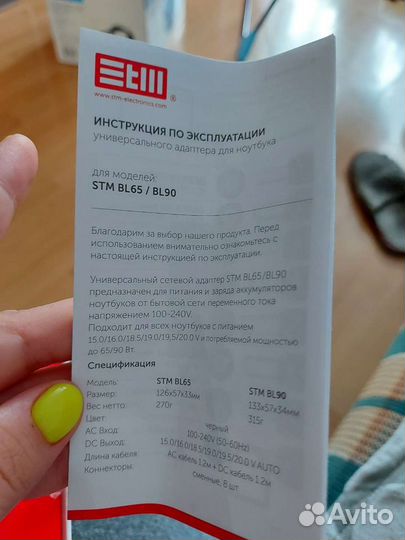 STM
www.stm-electronics.com
ИНСТРУКЦИЯ ПО ЭКСПЛУАТАЦИИ
универсального адаптера для ноутбука
для моделей:
STM BL65 / BL90
Благодарим за выбор нашего продукта. Перед
использованием внимательно ознакомьтесь с
настоящей инструкцией по эксплуатации.
Универсальный сетевой адаптер STM BL65/BL90
предназначен для питания и заряда аккумуляторов
ноутбуков от бытовой сети переменного тока
напряжением 100-240V.
Подходит для всех ноутбуков с питанием
15.0/16.0/18.5/19.0/19.5/20.0 V и потребляемой мощностью
до 65/90 Вт.
Спецификация
Модель: STM BL65 STM BL90
Размер: 126x57x33мм 133x57x34мм
Вес нетто: 270г 315г
Цвет: черный
AC Вход: 100-240V (50-60Hz)
DC Выход: 15.0/16.0/18.5/19.0/19.5/20.0 V AUTO
Длина кабеля: AC кабель 1.2м + DC кабель 1.2м
Коннекторы: сменные, 8 шт.
Avito